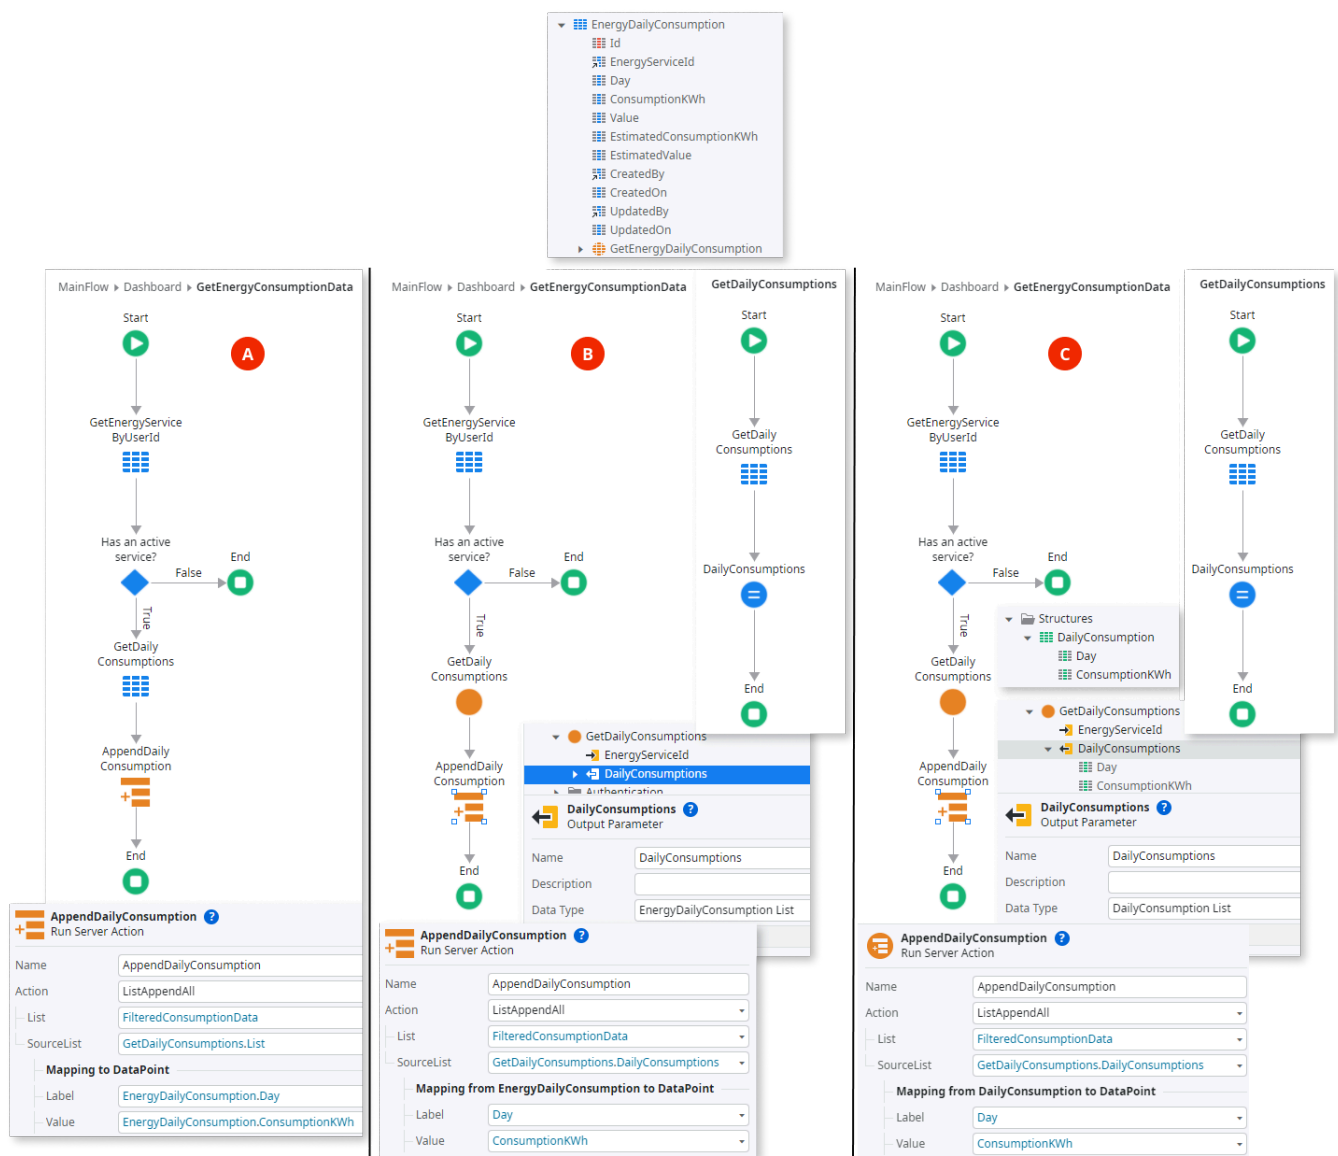 EnergyDailyConsumption
Id
EnergyServiceId
Day
ConsumptionKWh
Value
EstimatedConsumptionKWh
EstimatedValue
CreatedBy
CreatedOn
UpdatedBy
UpdatedOn
GetEnergyDailyConsumption
MainFlow Dashboard GetEnergyConsumptionData
Start
A
GetEnergyService
ByUserId
Has an active
service?
End
False
True
GetDaily
Consumptions
AppendDaily
Consumption
End
AppendDailyConsumption ?
Run Server Action
Name AppendDailyConsumption
Action ListAppendAll
List FilteredConsumptionData
SourceList GetDailyConsumptions.List
Mapping to DataPoint
Label EnergyDailyConsumption.Day
Value EnergyDailyConsumption.ConsumptionKWh
MainFlow Dashboard GetEnergyConsumptionData
Start
B
GetEnergyService
ByUserId
Has an active
service?
End
False
True
GetDaily
Consumptions
AppendDaily
Consumption
End
GetDailyConsumptions
Start
GetDaily
Consumptions
DailyConsumptions
End
GetDailyConsumptions
EnergyServiceId
DailyConsumptions
Authentication
DailyConsumptions ?
Output Parameter
Name DailyConsumptions
Description
Data Type EnergyDailyConsumption List
AppendDailyConsumption ?
Run Server Action
Name AppendDailyConsumption
Action ListAppendAll
List FilteredConsumptionData
SourceList GetDailyConsumptions.DailyConsumptions
Mapping from EnergyDailyConsumption to DataPoint
Label Day
Value ConsumptionKWh
MainFlow Dashboard GetEnergyConsumptionData
Start
C
GetEnergyService
ByUserId
Has an active
service?
End
False
True
GetDaily
Consumptions
AppendDaily
Consumption
End
GetDailyConsumptions
Start
GetDaily
Consumptions
DailyConsumptions
End
Structures
DailyConsumption
Day
ConsumptionKWh
GetDailyConsumptions
EnergyServiceId
DailyConsumptions
Day
ConsumptionKWh
DailyConsumptions ?
Output Parameter
Name DailyConsumptions
Description
Data Type DailyConsumption List
AppendDailyConsumption ?
Run Server Action
Name AppendDailyConsumption
Action ListAppendAll
List FilteredConsumptionData
SourceList GetDailyConsumptions.DailyConsumptions
Mapping from DailyConsumption to DataPoint
Label Day
Value ConsumptionKWh